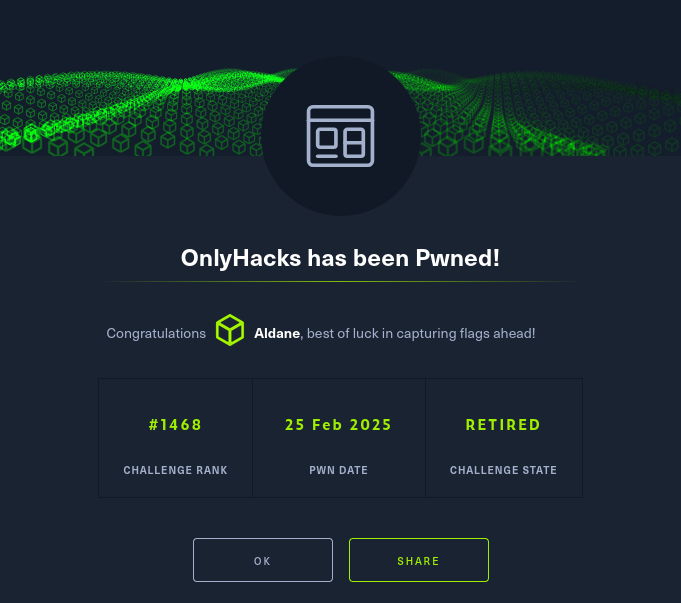 OnlyHacks has been Pwned!
Congratulations Aldane, best of luck in capturing flags ahead!
#1468 25 Feb 2025 RETIRED
CHALLENGE RANK PWN DATE CHALLENGE STATE
OK SHARE